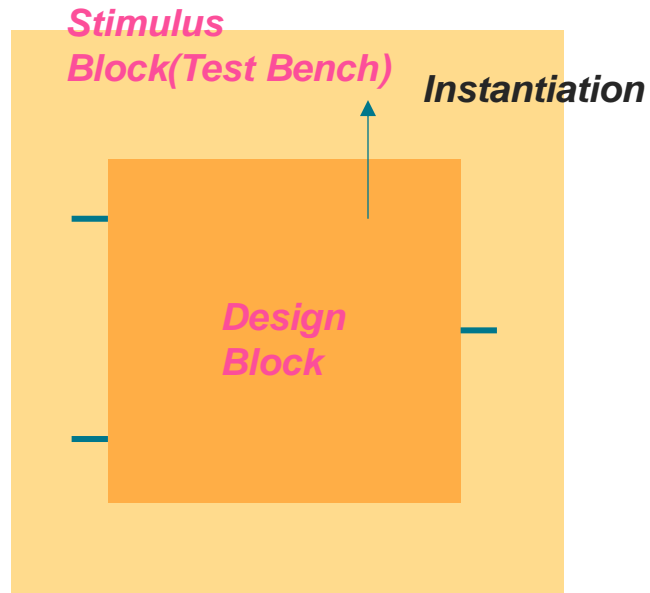 Stimulus
Block(Test Bench)
Instantiation
Design
Block